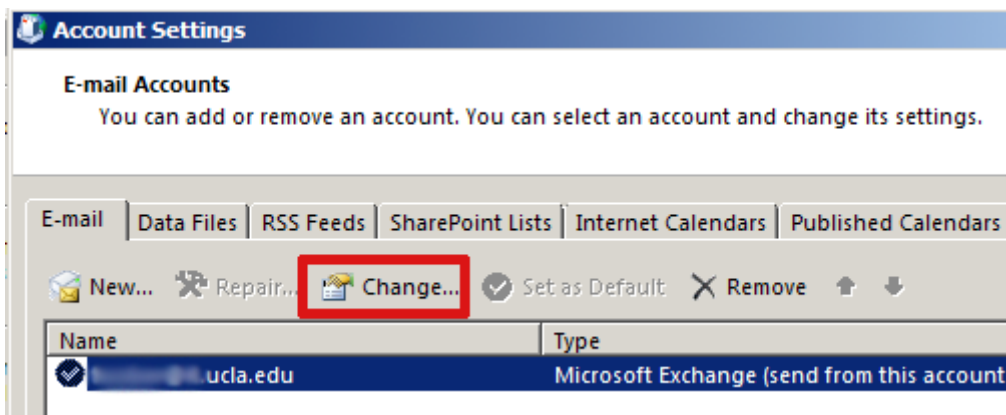 Account Settings
E-mail Accounts
You can add or remove an account. You can select an account and change its settings.
E-mail Data Files RSS Feeds SharePoint Lists Internet Calendars Published Calendars
New... Repair... Change... Set as Default Remove
Name Type
.ucla.edu Microsoft Exchange (send from this account